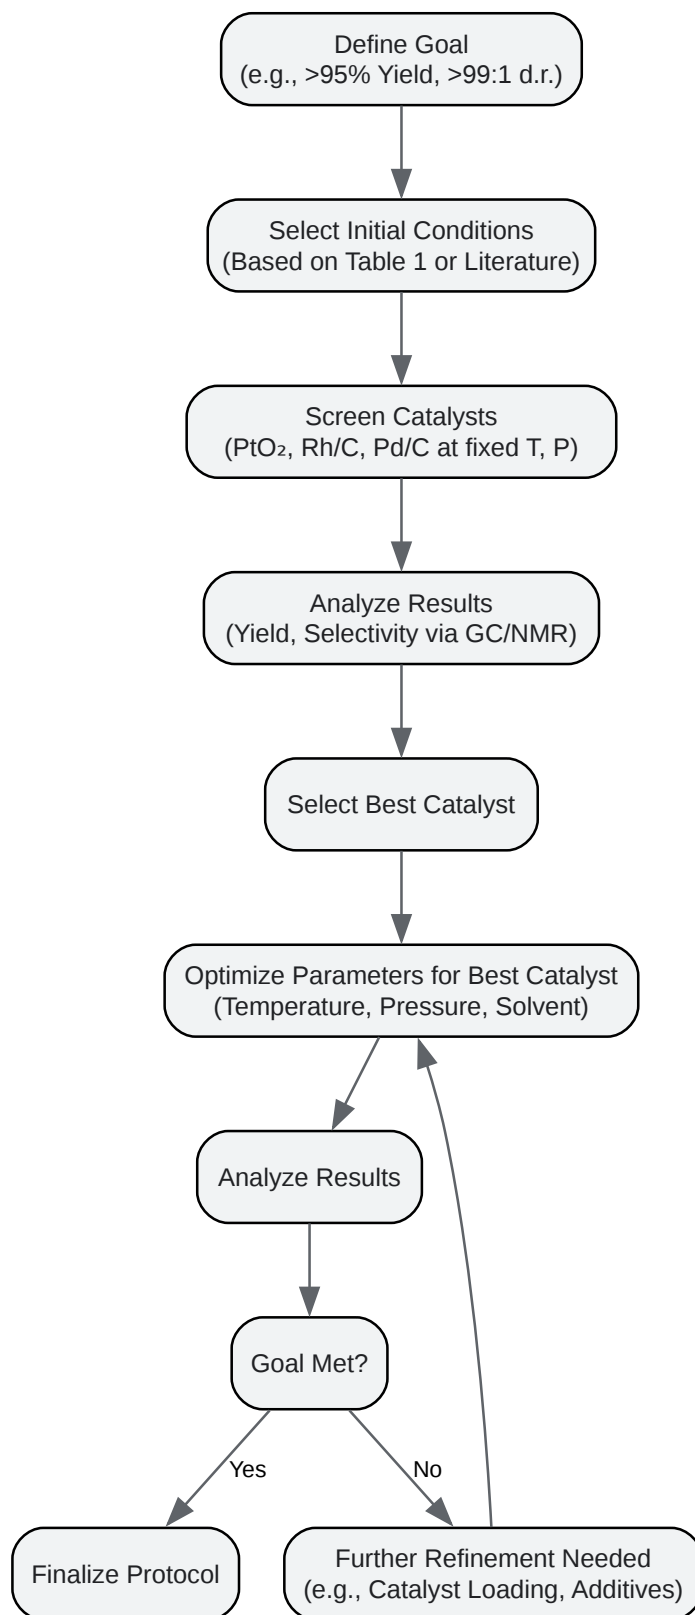 Define Goal
(e.g., >95% Yield, >99:1 d.r.)
Select Initial Conditions
(Based on Table 1 or Literature)
Screen Catalysts
(PtO₂, Rh/C, Pd/C at fixed T, P)
Analyze Results
(Yield, Selectivity via GC/NMR)
Select Best Catalyst
Optimize Parameters for Best Catalyst
(Temperature, Pressure, Solvent)
Analyze Results
Goal Met?
Yes
No
Finalize Protocol
Further Refinement Needed
(e.g., Catalyst Loading, Additives)